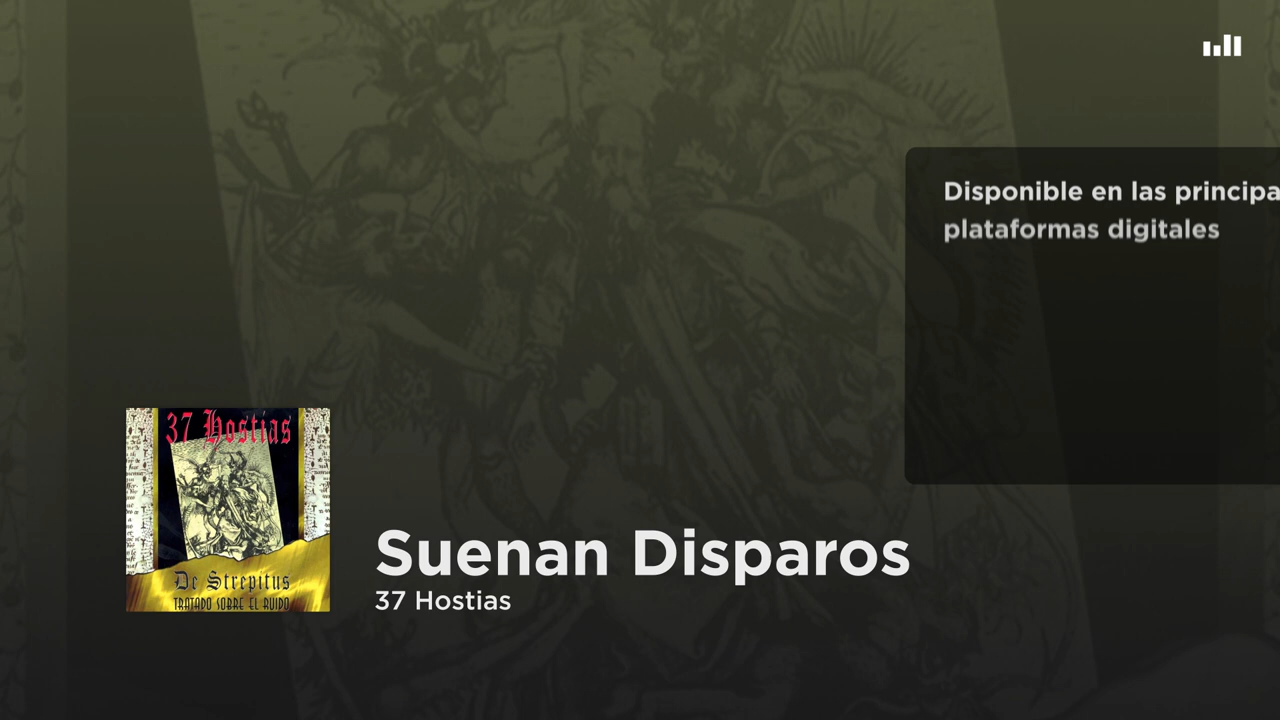 Disponible en las principa
plataformas digitales
37 Hostias
De Strepitus
TRATADO SOBRE EL RUIDO
Suenan Disparos
37 Hostias